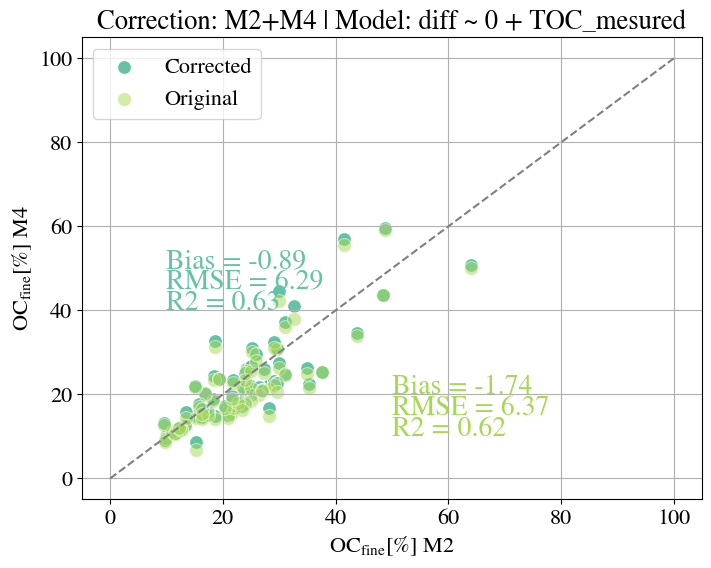 Correction: M2+M4 | Model: diff ~ 0 + TOC_mesured
100
80
60
40
20
0
OC_fine[%] M4
Corrected
Original
Bias = -0.89
RMSE = 6.29
R2 = 0.63
Bias = -1.74
RMSE = 6.37
R2 = 0.62
0
20
40
60
80
100
OC_fine[%] M2